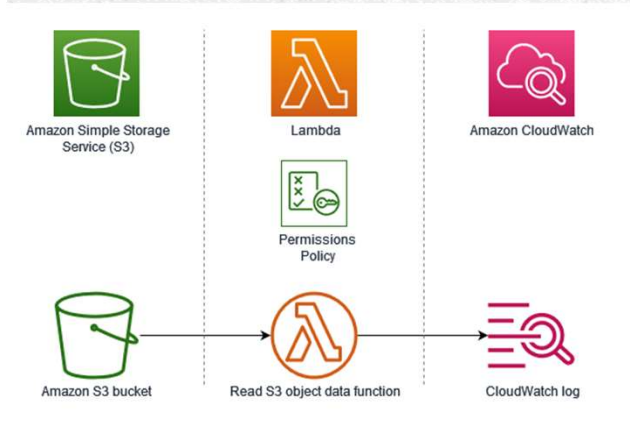 Amazon Simple Storage
Service (S3)
Lambda
Amazon CloudWatch
Permissions
Policy
Amazon S3 bucket
Read S3 object data function
CloudWatch log